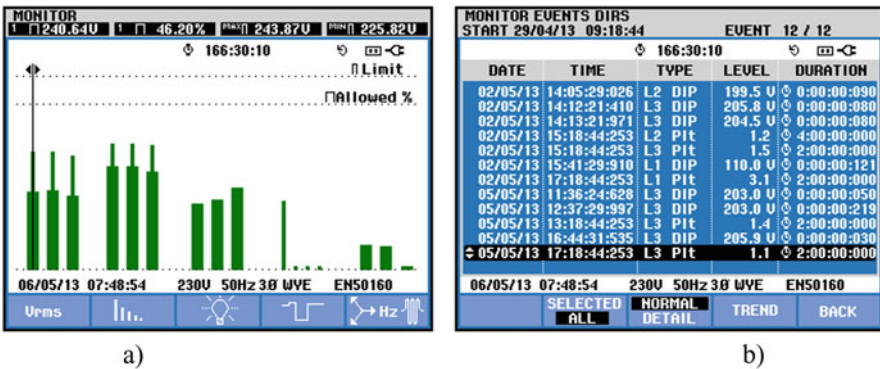 MONITOR
1 240.64V 1 46.20% MAX 243.87V MIN 225.82V
166:30:10
Limit
Allowed %
06/05/13 07:48:54 230V 50Hz 3Ø WYE EN50160
Vrms Hz
a)
MONITOR EVENTS DIRS
START 29/04/13 09:18:44 EVENT 12 / 12
166:30:10
DATE TIME TYPE LEVEL DURATION
02/05/13 14:05:29:026 L2 DIP 199.5 V 0:00:00:090
02/05/13 14:12:21:410 L3 DIP 205.8 V 0:00:00:080
02/05/13 14:13:21:971 L3 DIP 204.5 V 0:00:00:080
02/05/13 15:18:44:253 L2 Plt 1.2 4:00:00:000
02/05/13 15:18:44:253 L3 Plt 1.5 2:00:00:000
02/05/13 15:41:29:910 L1 DIP 110.0 V 0:00:00:121
02/05/13 17:18:44:253 L1 Plt 3.1 2:00:00:000
05/05/13 11:36:24:628 L3 DIP 203.0 V 0:00:00:050
05/05/13 12:37:29:997 L3 DIP 203.0 V 0:00:00:219
05/05/13 13:18:44:253 L3 Plt 1.4 2:00:00:000
05/05/13 16:44:31:535 L3 DIP 205.9 V 0:00:00:030
05/05/13 17:18:44:253 L3 Plt 1.1 2:00:00:000
06/05/13 07:48:54 230V 50Hz 3Ø WYE EN50160
SELECTED ALL NORMAL DETAIL TREND BACK
b)